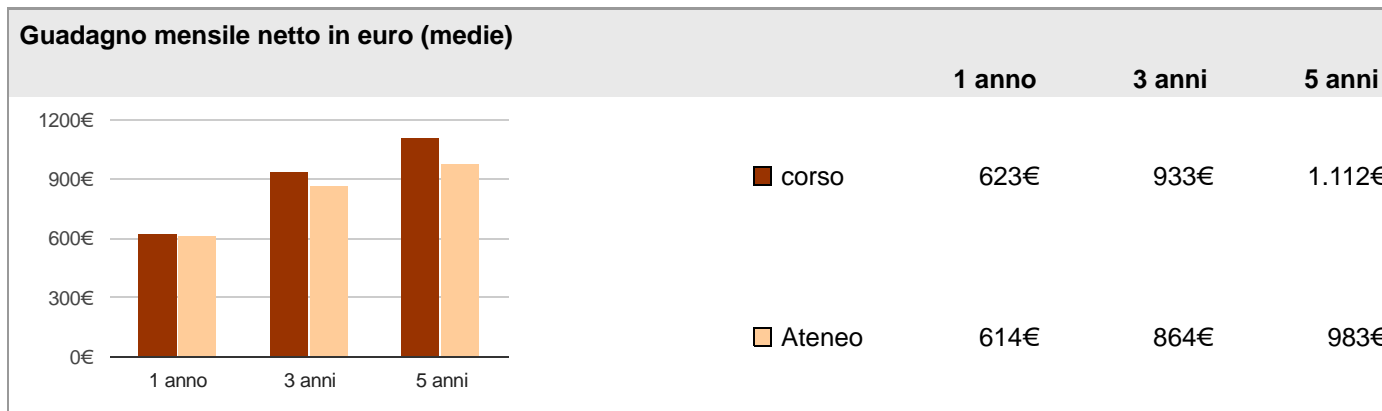 Guadagno mensile netto in euro (medie)
1 anno 3 anni 5 anni
1200€
900€
600€
300€
0€
1 anno 3 anni 5 anni
corso 623€ 933€ 1.112€
Ateneo 614€ 864€ 983€